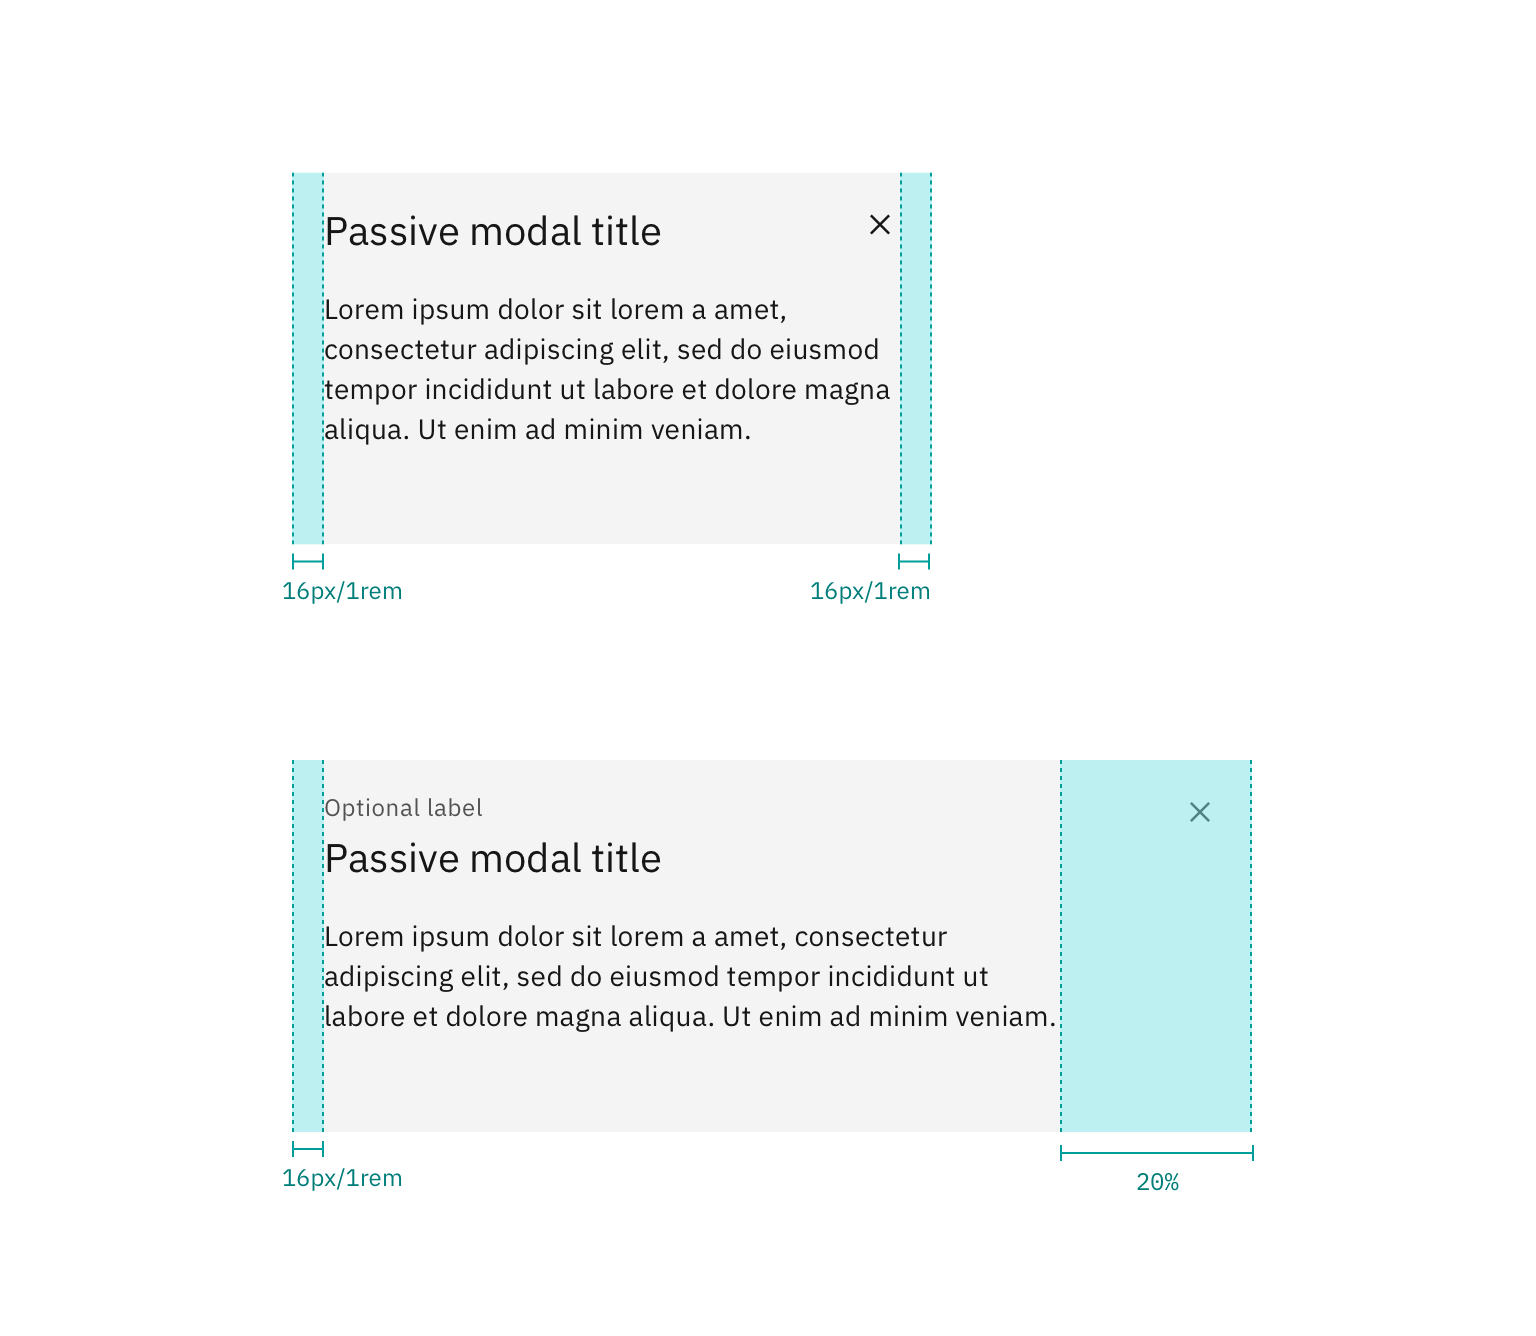 Passive modal title
Lorem ipsum dolor sit lorem a amet,
consectetur adipiscing elit, sed do eiusmod
tempor incididunt ut labore et dolore magna
aliqua. Ut enim ad minim veniam.
16px/1rem
16px/1rem
Optional label
Passive modal title
Lorem ipsum dolor sit lorem a amet, consectetur
adipiscing elit, sed do eiusmod tempor incididunt ut
labore et dolore magna aliqua. Ut enim ad minim veniam.
16px/1rem
20%